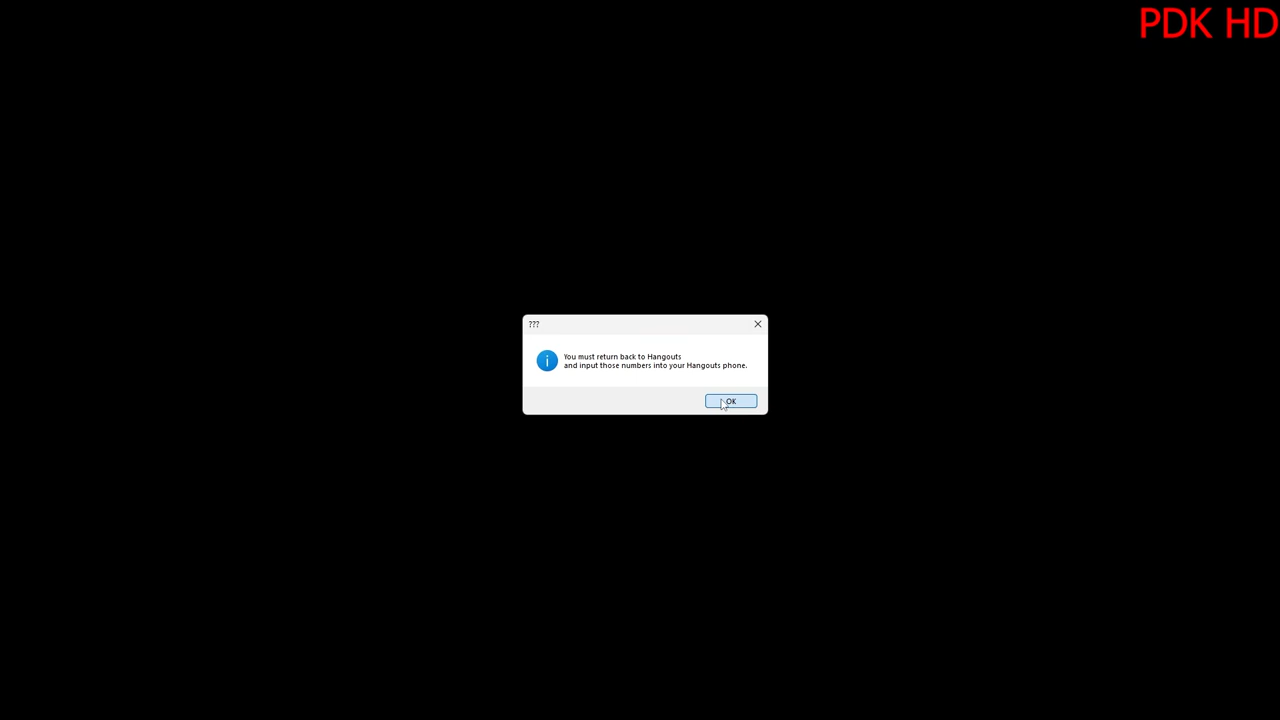 PDK HD
???
You must return back to Hangouts
and input those numbers into your Hangouts phone.
OK